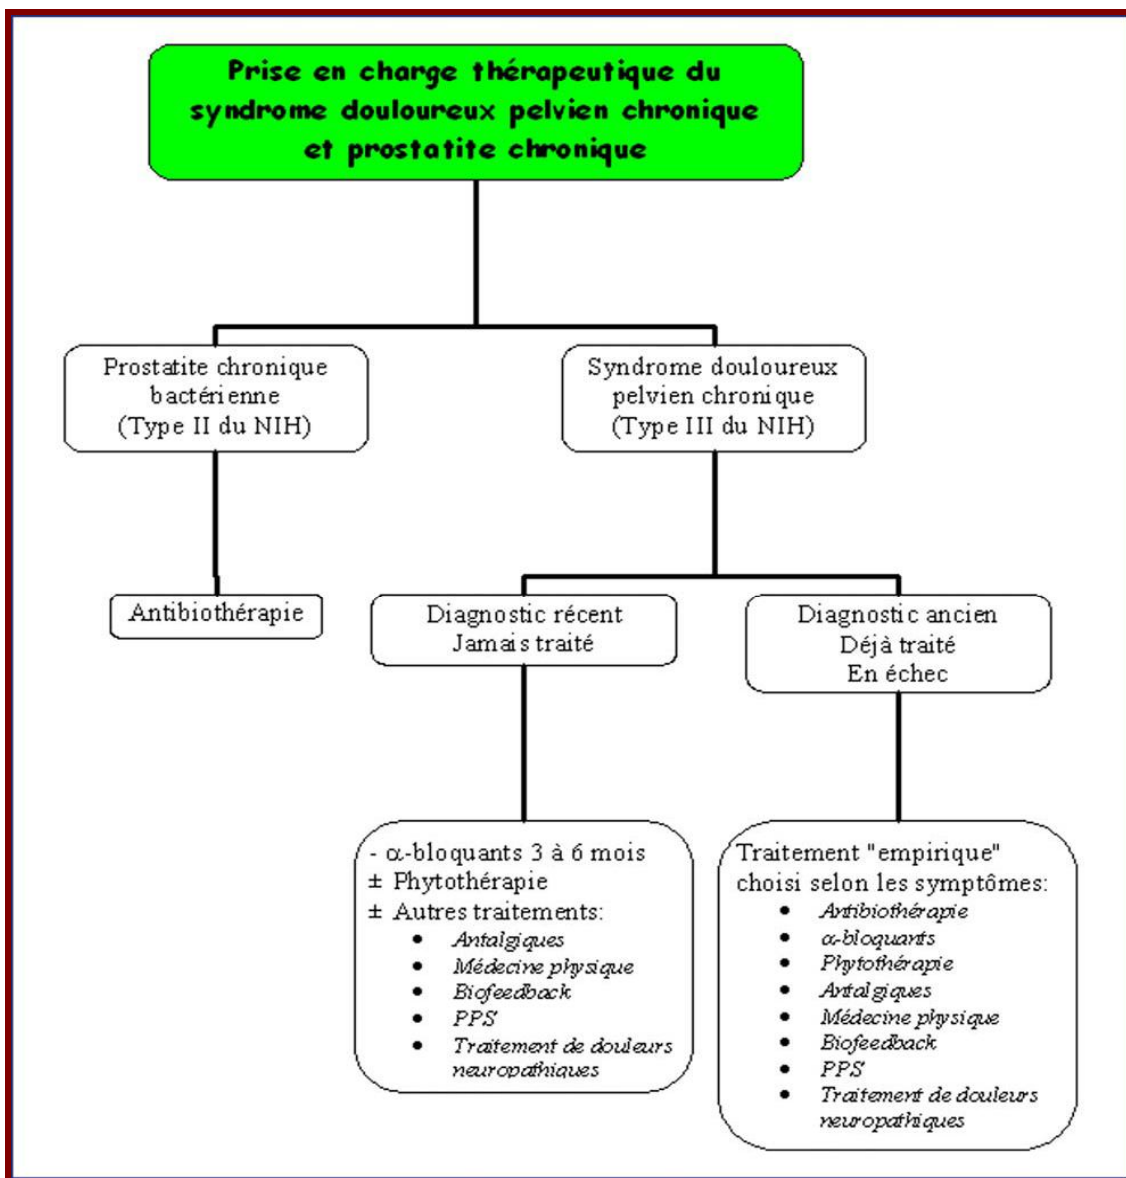 Prise en charge thérapeutique du
syndrome douloureux pelvien chronique
et prostatite chronique
Prostatite chronique
bactérienne
(Type II du NIH)
Syndrome douloureux
pelvien chronique
(Type III du NIH)
Antibiothérapie
Diagnostic récent
Jamais traité
Diagnostic ancien
Déjà traité
En échec
- α-bloquants 3 à 6 mois
± Phytothérapie
± Autres traitements:
• Antalgiques
• Médecine physique
• Biofeedback
• PPS
• Traitement de douleurs
neuropathiques
Traitement "empirique"
choisi selon les symptômes:
• Antibiothérapie
• α-bloquants
• Phytothérapie
• Antalgiques
• Médecine physique
• Biofeedback
• PPS
• Traitement de douleurs
neuropathiques